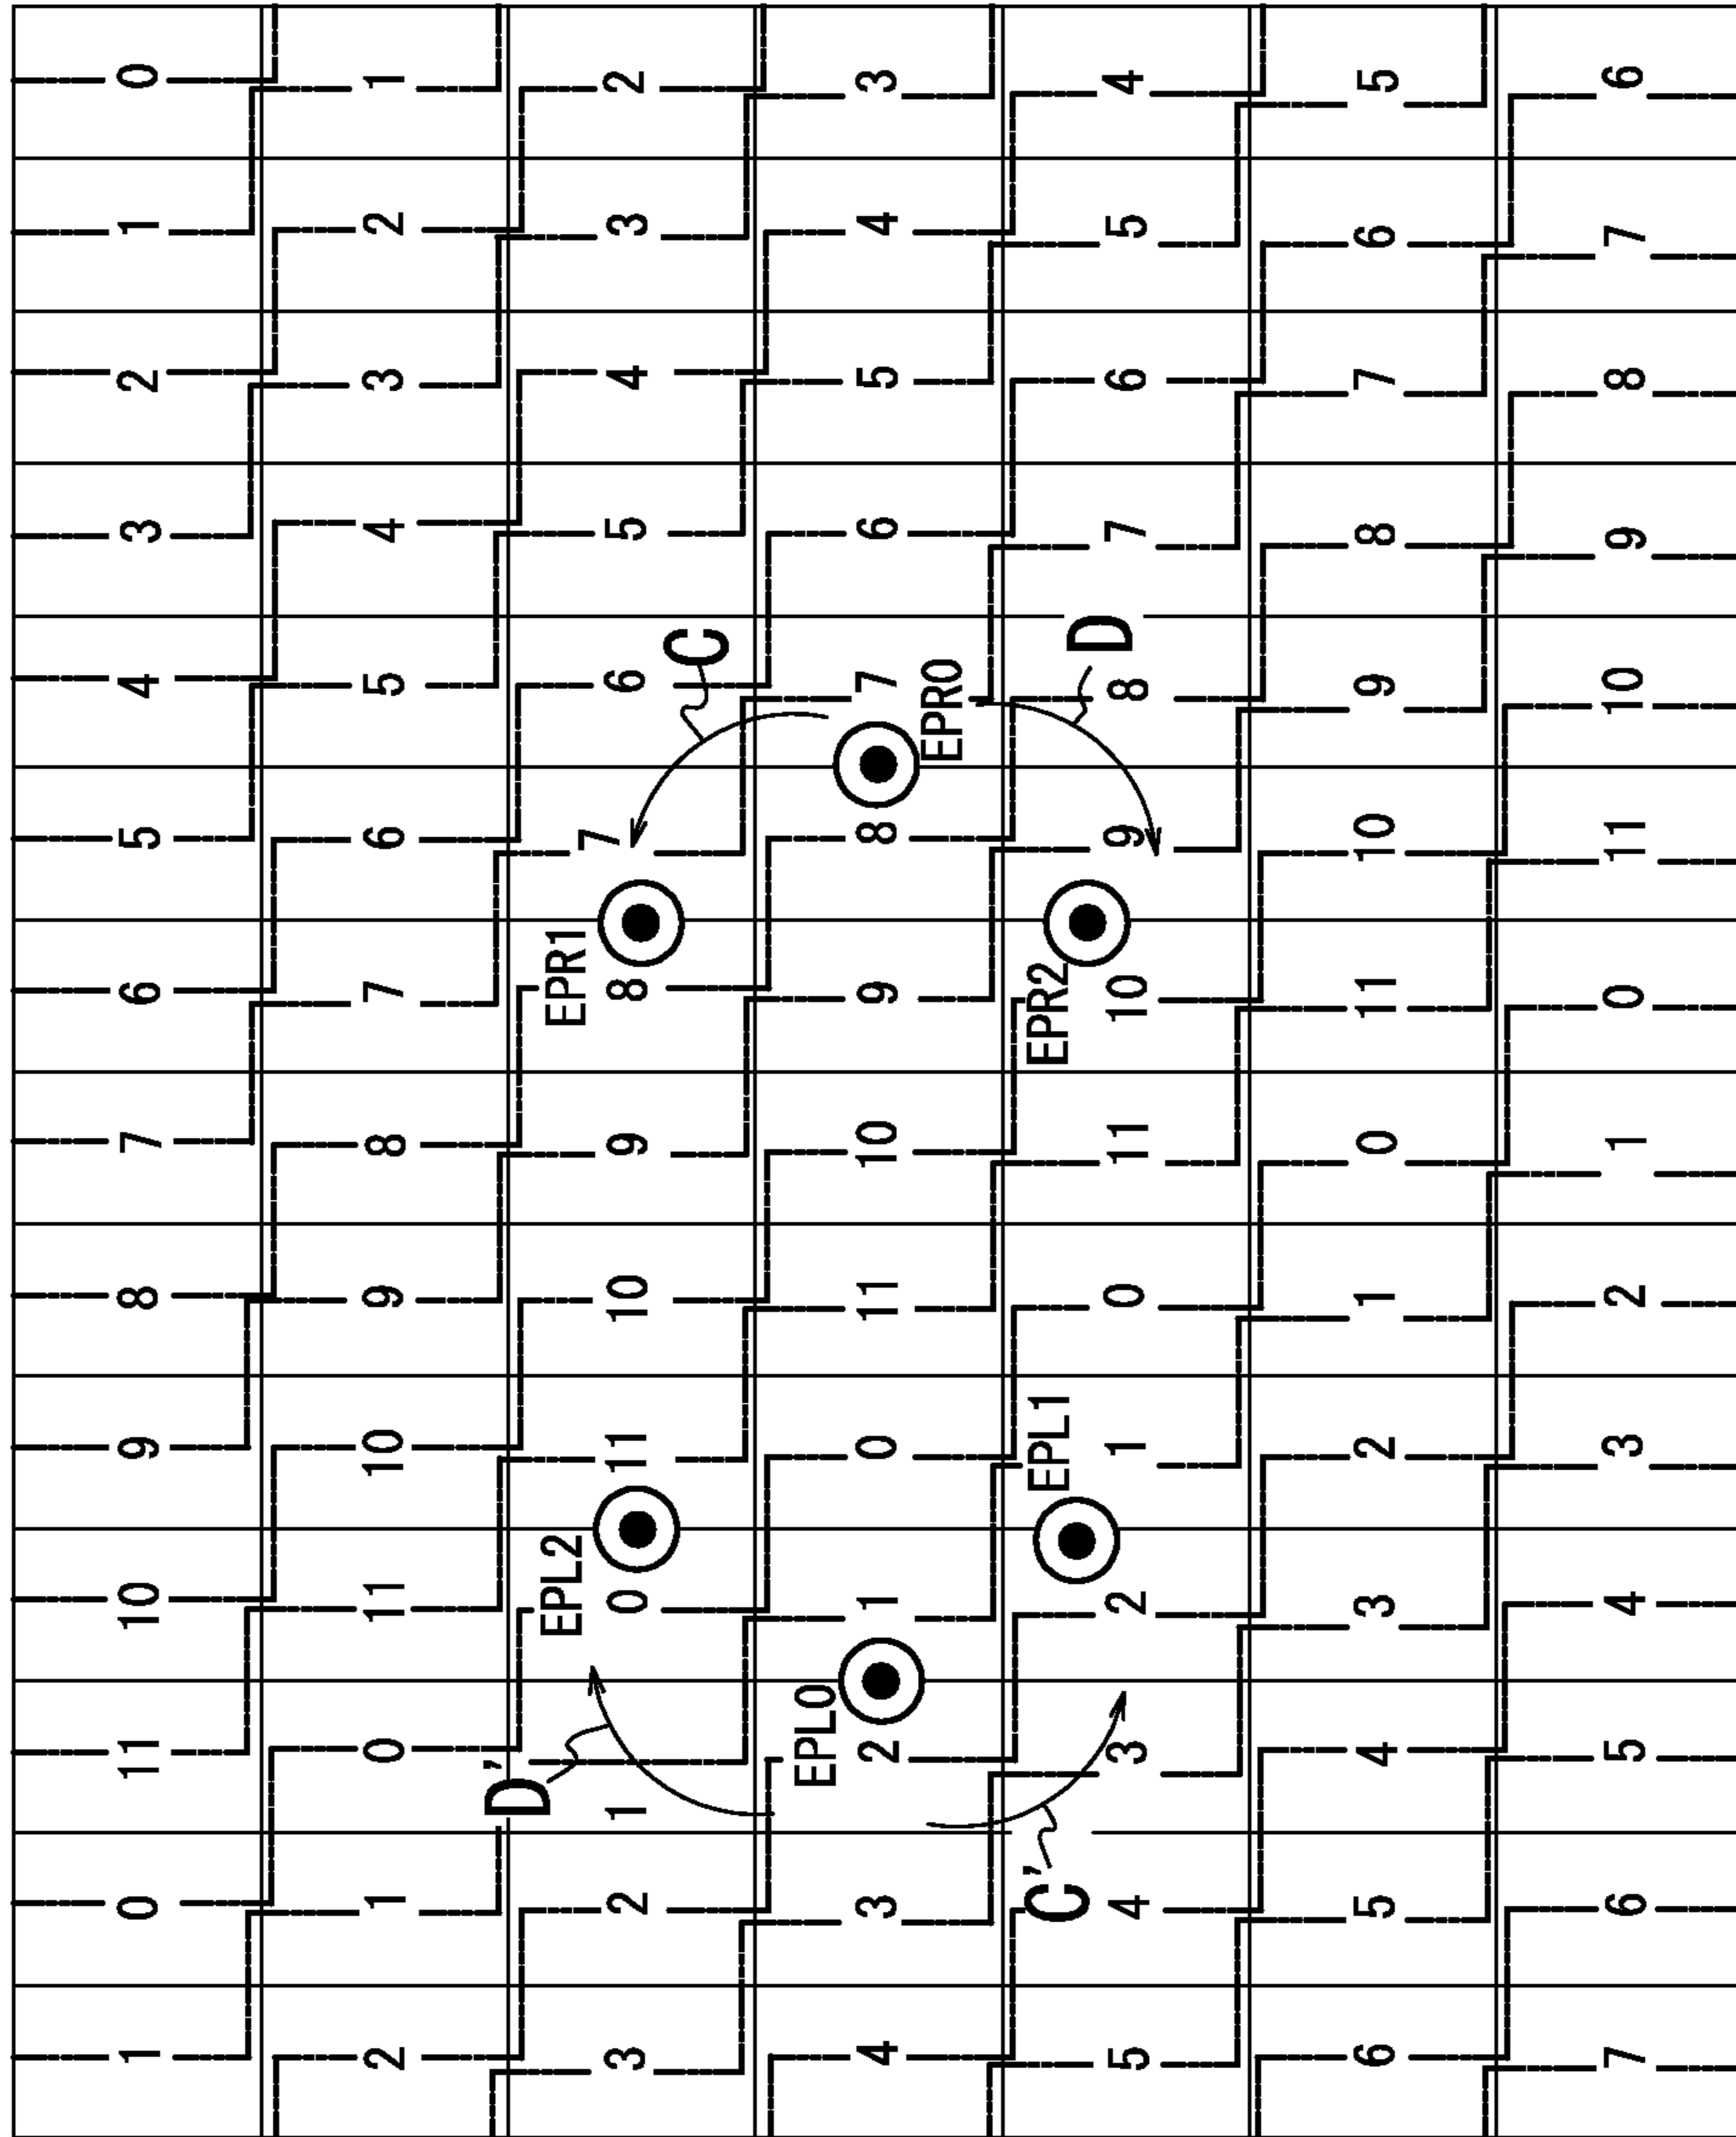 1 0 11 10 9 8 7 6 5 4 3 2 1 0
2 1 0 11 10 9 8 7 6 5 4 3 2 1
D' EPL2 EPR1
3 2 1 0 11 10 9 8 7 6 5 4 3 2
C
EPL0
4 3 2 1 0 11 10 9 8 7 6 5 4 3
EPR0
C' EPL1 EPR2 D
5 4 3 2 1 0 11 10 9 8 7 6 5 4
6 5 4 3 2 1 0 11 10 9 8 7 6 5
7 6 5 4 3 2 1 0 11 10 9 8 7 6